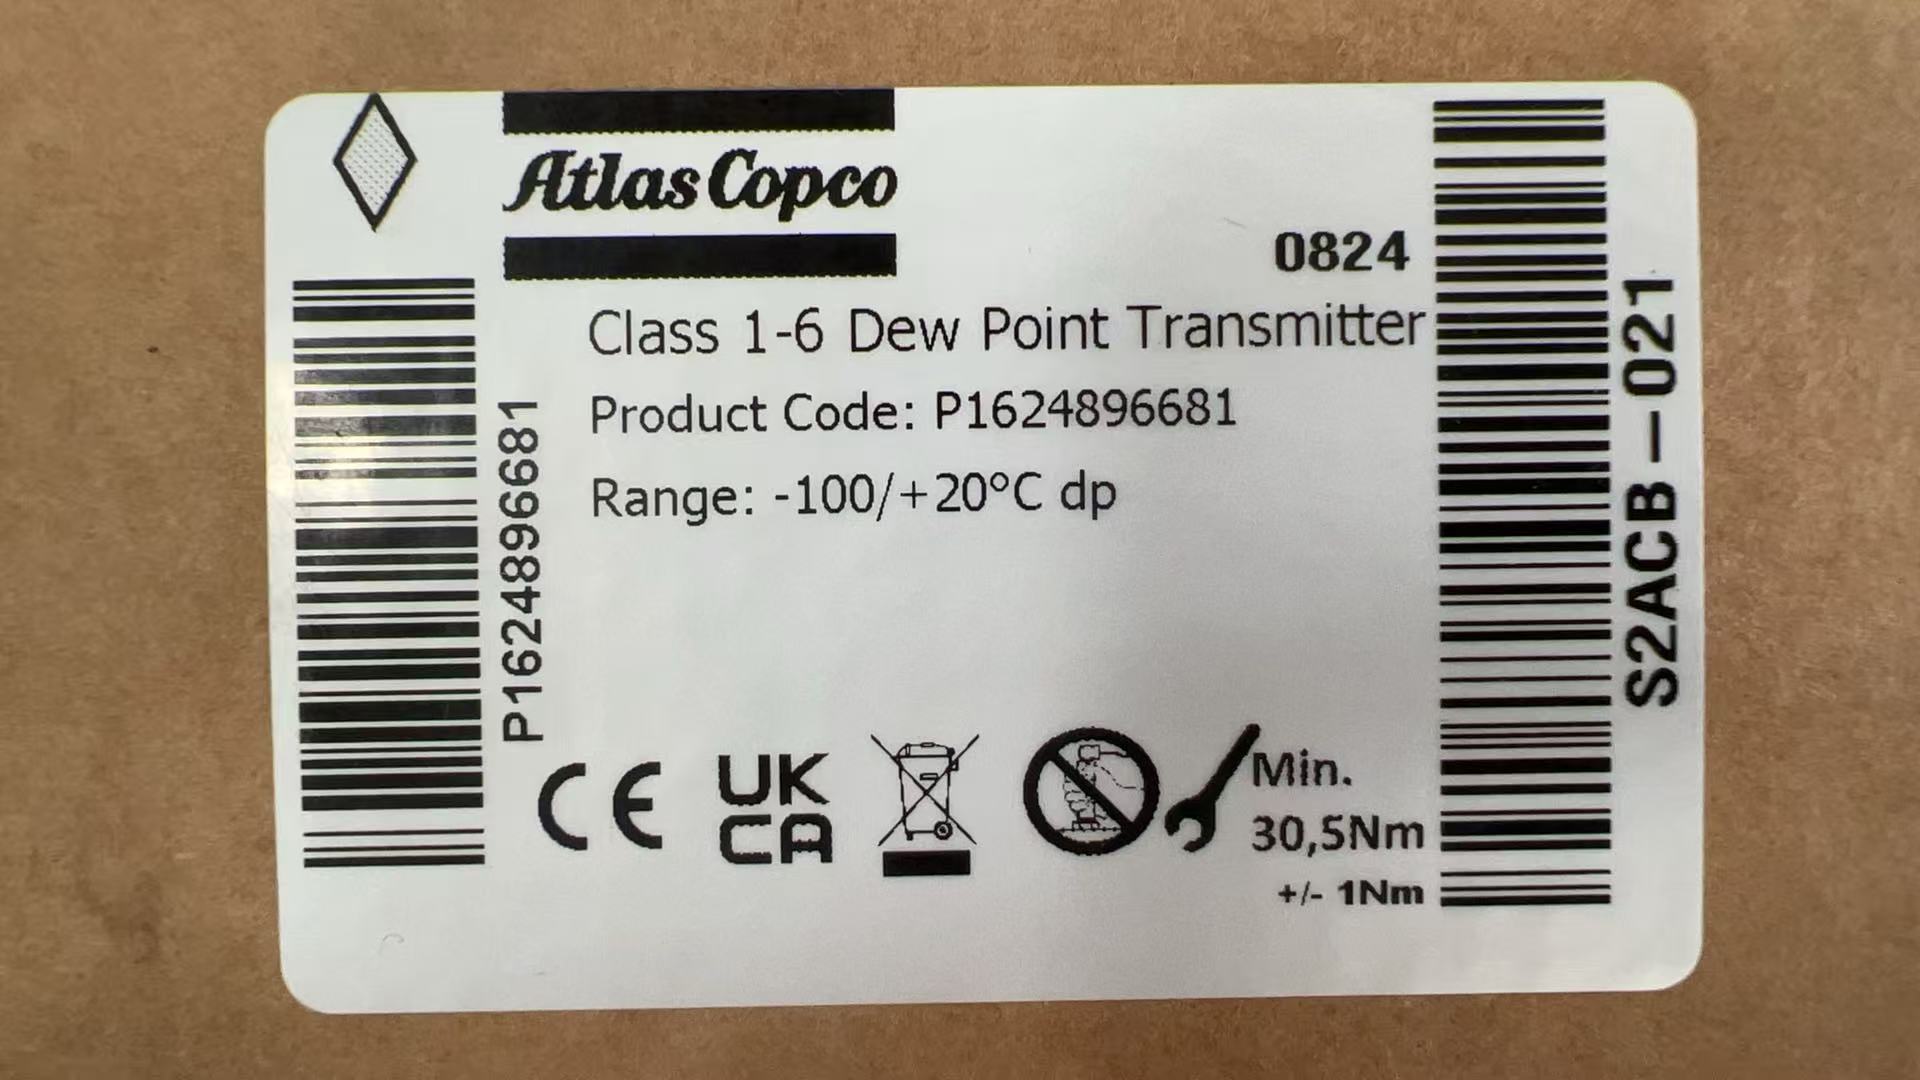 Atlas Copco
0824
Class 1-6 Dew Point Transmitter
Product Code: P1624896681
Range: -100/+20°C dp
P1624896681
S2ACB-021
CE
UK
CA
Min.
30,5Nm
+/- 1Nm